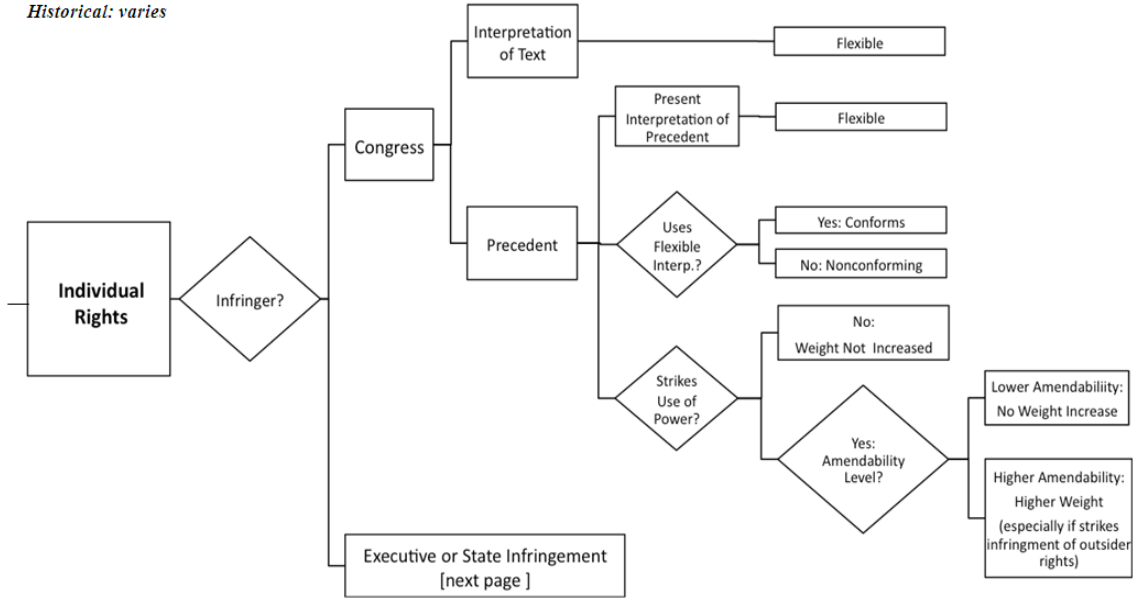 Historical: varies
Interpretation
of Text
Flexible
Present
Interpretation of
Precedent
Flexible
Congress
Precedent
Uses
Flexible
Interp.?
Yes: Conforms
No: Nonconforming
Individual
Rights
Infringer?
No:
Weight Not Increased
Strikes
Use of
Power?
Yes:
Amendability
Level?
Lower Amendabiliity:
No Weight Increase
Higher Amendability:
Higher Weight
(especially if strikes
infringment of outsider
rights)
Executive or State Infringement
[next page ]